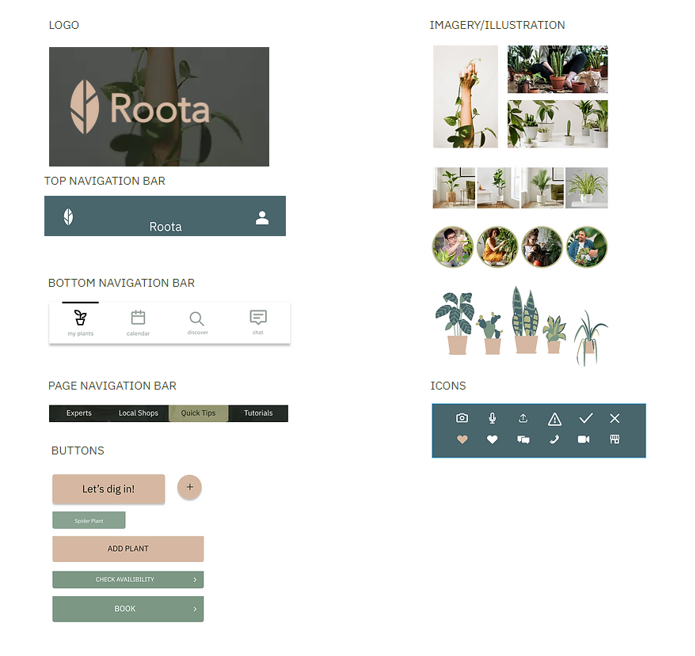 LOGO
Roota
TOP NAVIGATION BAR
Roota
BOTTOM NAVIGATION BAR
my plants calendar discover chat
PAGE NAVIGATION BAR
Experts Local Shops Quick Tips Tutorials
BUTTONS
Let's dig in! +
Spider Plant
ADD PLANT
CHECK AVAILIBILITY >
BOOK >
IMAGERY/ILLUSTRATION
ICONS